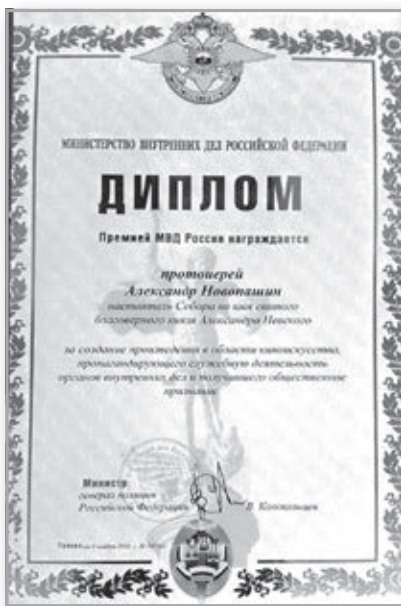 МИНИСТЕРСТВО ВНУТРЕННИХ ДЕЛ РОССИЙСКОЙ ФЕДЕРАЦИИ
ДИПЛОМ
Премией МВД России награждается
протоиерей
Александр Новопашин
настоятель Собора во имя святого
благоверного князя Александра Невского
за создание произведения в области киноискусства,
пропагандирующего служебную деятельность
органов внутренних дел и получившего общественное
признание
Министр
генерал полиции
Российской Федерации В. Колокольцев